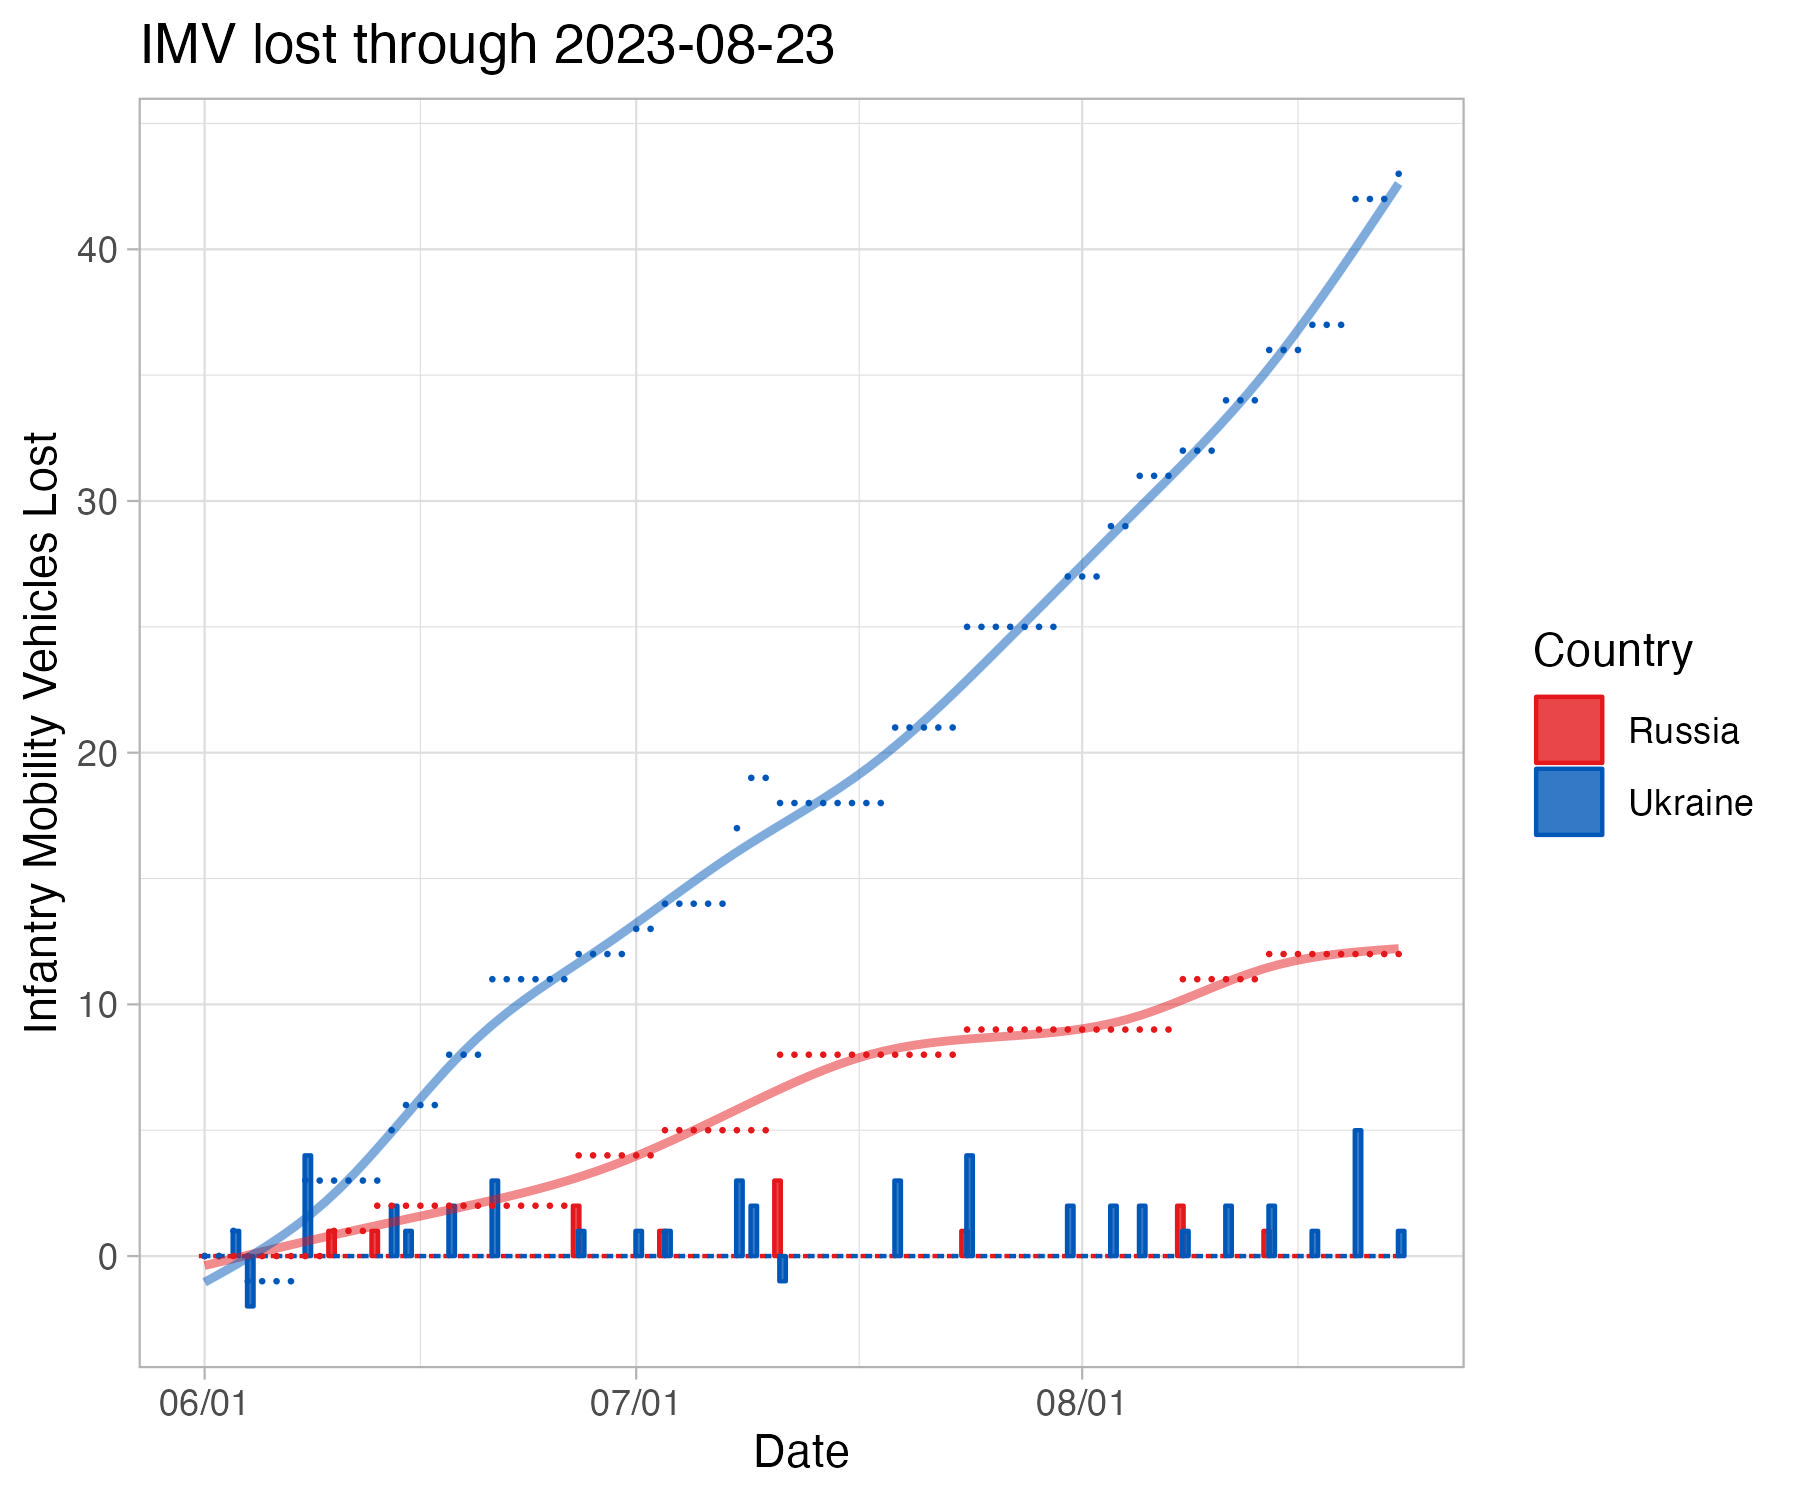 IMV lost through 2023-08-23
Infantry Mobility Vehicles Lost
40
30
20
10
0
06/01
07/01
08/01
Date
Country
Russia
Ukraine